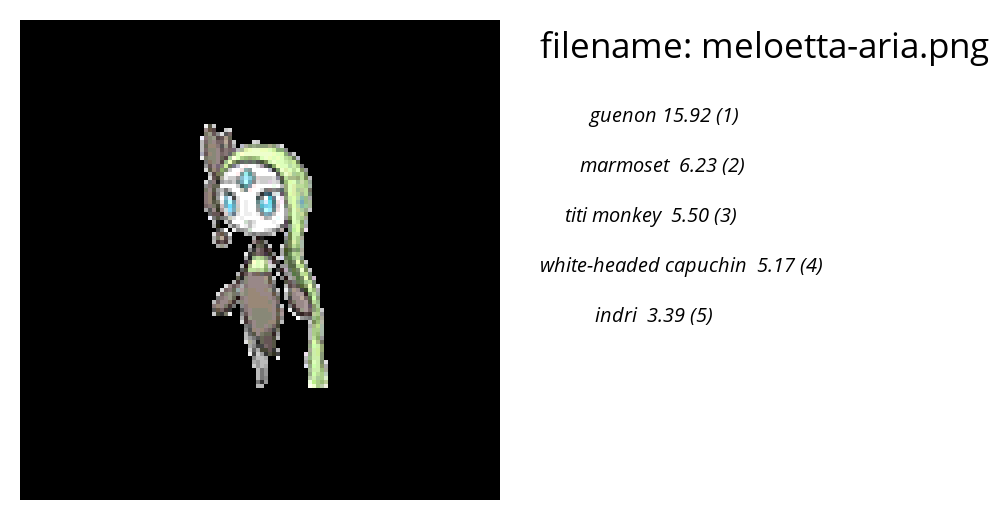 filename: meloetta-aria.png
guenon 15.92 (1)
marmoset 6.23 (2)
titi monkey 5.50 (3)
white-headed capuchin 5.17 (4)
indri 3.39 (5)